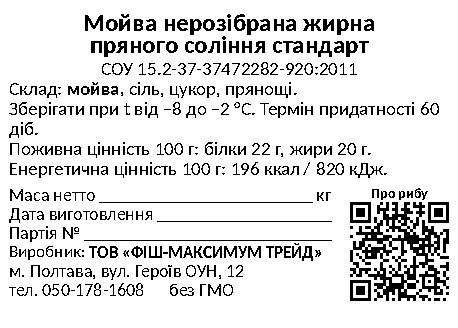 Мойва нерозібрана жирна
пряного соління стандарт
СОУ 15.2-37-37472282-920:2011
Склад: мойва, сіль, цукор, прянощі.
Зберігати при t від –8 до –2 °С. Термін придатності 60
діб.
Поживна цінність 100 г: білки 22 г, жири 20 г.
Енергетична цінність 100 г: 196 ккал / 820 кДж.
Маса нетто ______________________ кг
Дата виготовлення __________________
Партія № __________________________
Виробник: ТОВ «ФІШ-МАКСИМУМ ТРЕЙД»
м. Полтава, вул. Героїв ОУН, 12
тел. 050-178-1608 без ГМО
Про рибу